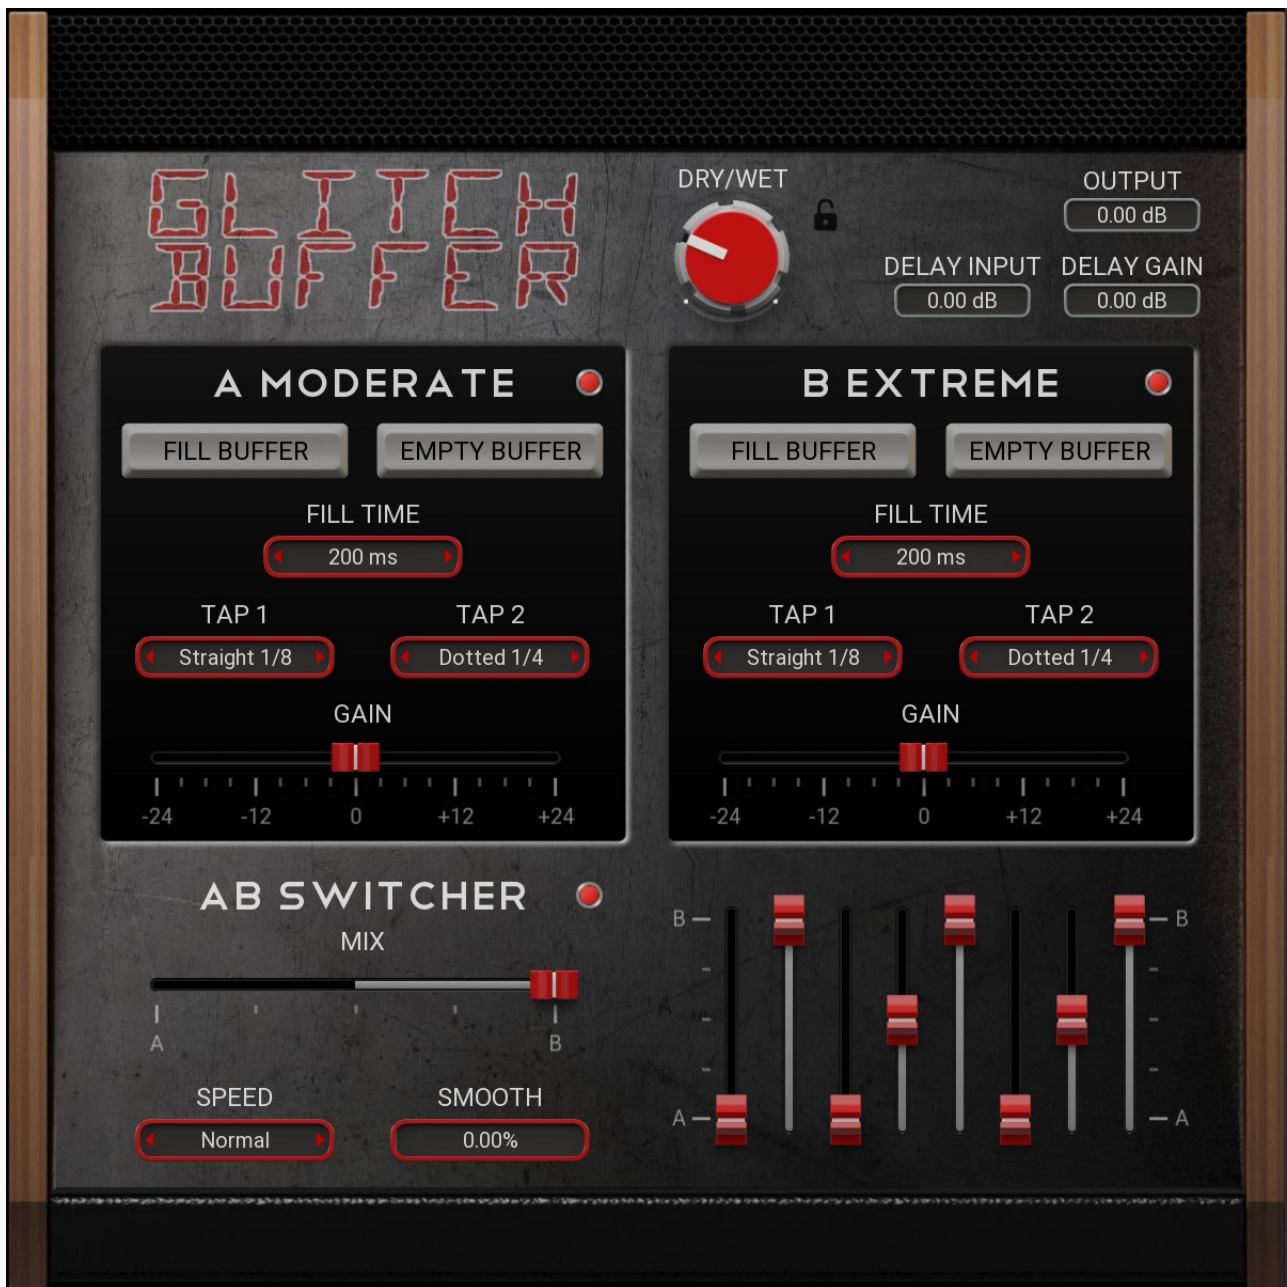 GLITCH
BUFFER
DRY/WET
OUTPUT
0.00 dB
DELAY INPUT
DELAY GAIN
0.00 dB
0.00 dB
A MODERATE
FILL BUFFER
EMPTY BUFFER
FILL TIME
200 ms
TAP 1
TAP 2
Straight 1/8
Dotted 1/4
GAIN
-24 -12 0 +12 +24
B EXTREME
FILL BUFFER
EMPTY BUFFER
FILL TIME
200 ms
TAP 1
TAP 2
Straight 1/8
Dotted 1/4
GAIN
-24 -12 0 +12 +24
AB SWITCHER
MIX
A B
SPEED
SMOOTH
Normal
0.00%
B B
A A